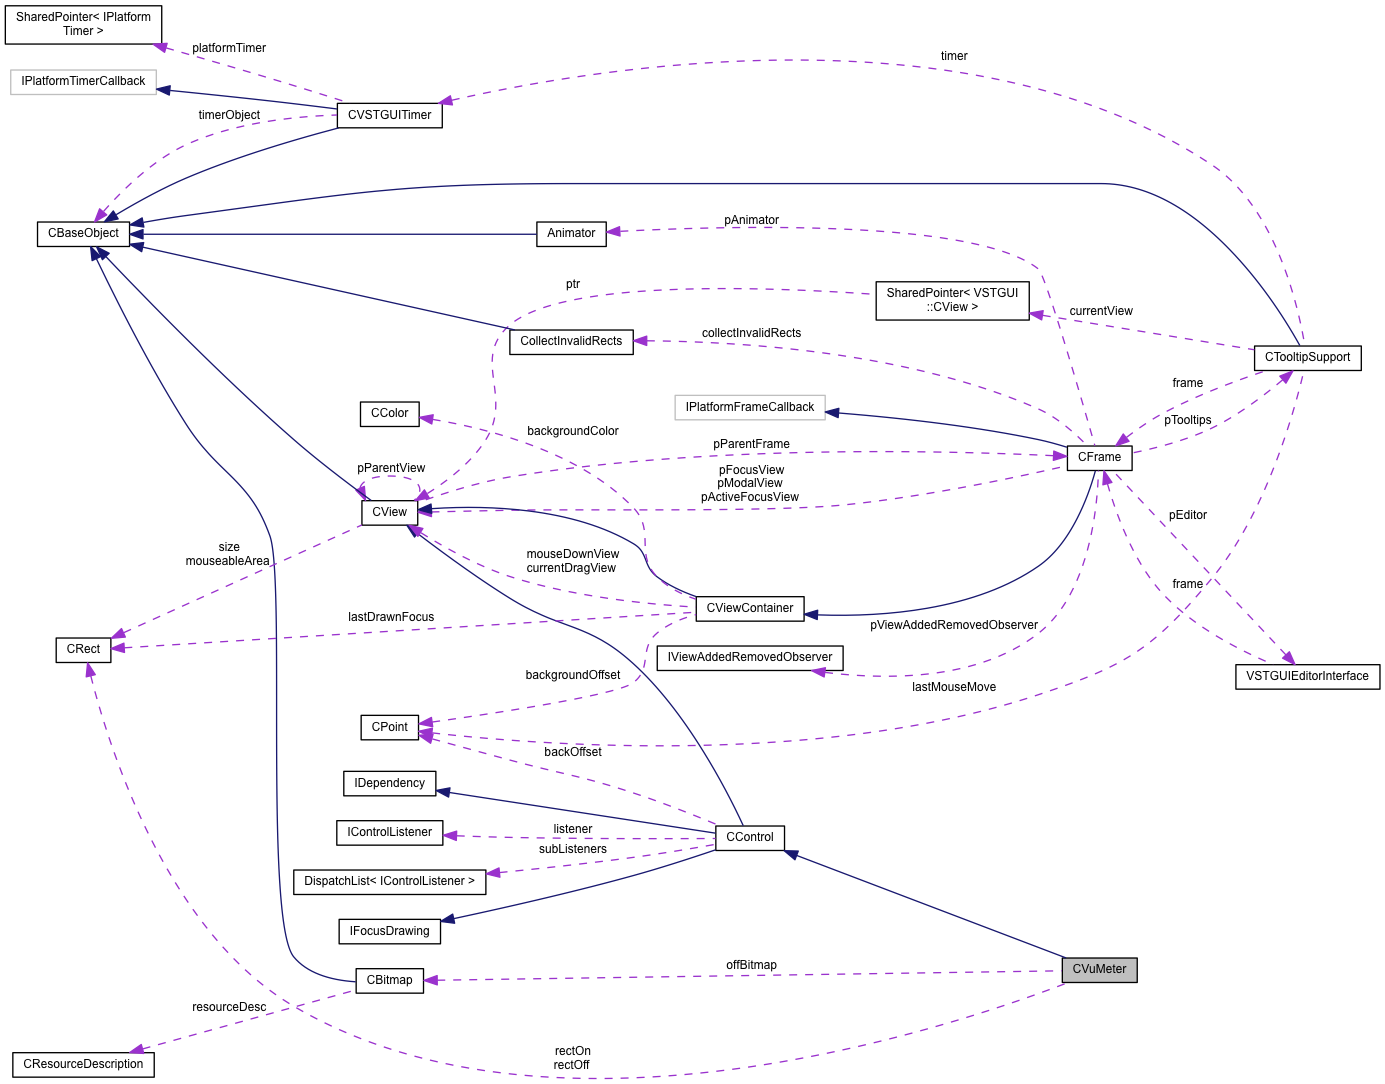 SharedPointer< IPlatform
Timer >
platformTimer
timer
IPlatformTimerCallback
CVSTGUITimer
timerObject
pAnimator
CBaseObject
Animator
ptr
SharedPointer< VSTGUI
::CView >
currentView
collectInvalidRects
CollectInvalidRects
CTooltipSupport
frame
CColor
IPlatformFrameCallback
pTooltips
backgroundColor
pParentFrame
CFrame
pParentView
pFocusView
pModalView
pActiveFocusView
CView
pEditor
size
mouseableArea
mouseDownView
currentDragView
frame
CViewContainer
lastDrawnFocus
pViewAddedRemovedObserver
CRect
IViewAddedRemovedObserver
backgroundOffset
VSTGUIEditorInterface
lastMouseMove
CPoint
backOffset
IDependency
listener
IControlListener
CControl
subListeners
DispatchList< IControlListener >
IFocusDrawing
offBitmap
CVuMeter
CBitmap
resourceDesc
rectOn
rectOff
CResourceDescription